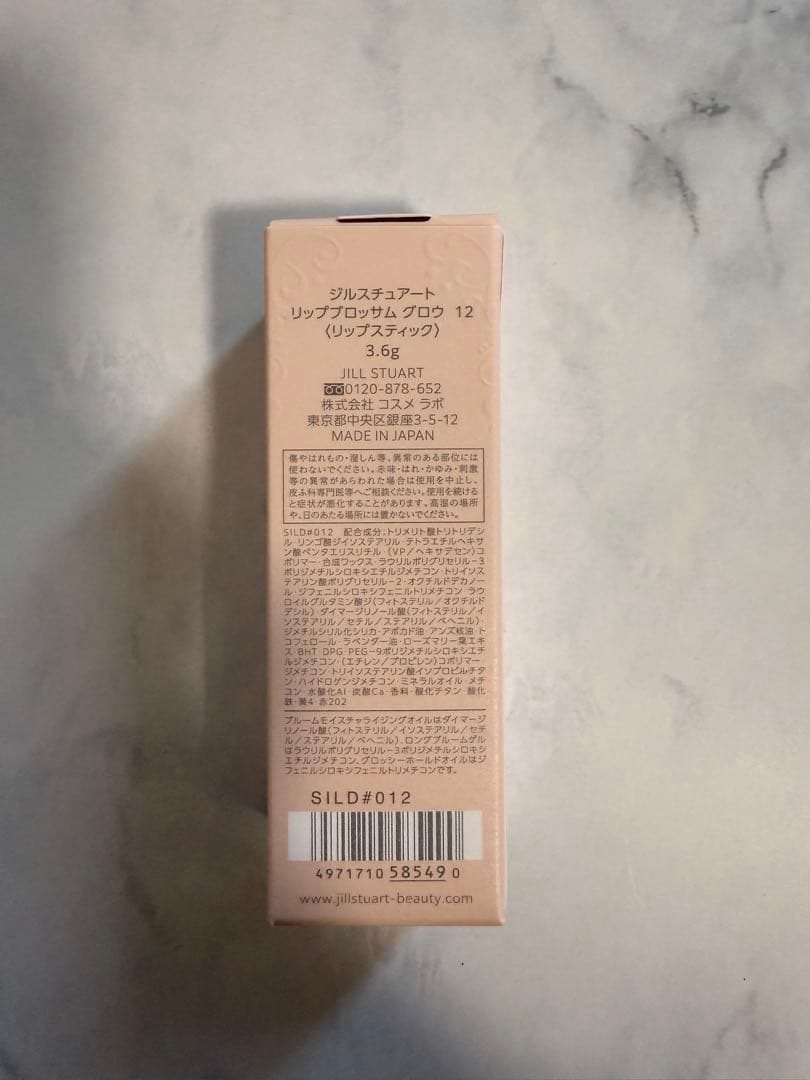 ジルスチュアート
リップブロッサム グロウ 12
〈リップスティック〉
3.6g
JILL STUART
0120-878-652
株式会社 コスメ ラボ
東京都中央区銀座3-5-12
MADE IN JAPAN
傷やはれもの・湿しん等、異常のある部位には
使わないでください。赤味・はれ・かゆみ・刺激
等の異常があらわれた場合は使用を中止し、
皮ふ科専門医等へご相談ください。使用を続ける
と症状が悪化することがあります。高温の場所
や、日のあたる場所には置かないでください。
SILD#012 配合成分:トリメリト酸トリトリデシ
ル・リンゴ酸ジイソステアリル・テトラエチルヘキサ
ン酸ペンタエリスリチル・(VP/ヘキサデセン)コ
ポリマー・合成ワックス・ラウリルポリグリセリル-3
ポリジメチルシロキシエチルジメチコン・トリイソス
テアリン酸ポリグリセリル-2・オクチルドデカノー
ル・ジフェニルシロキシフェニルトリメチコン・ラウ
ロイルグルタミン酸ジ(フィトステリル/オクチルド
デシル)・ダイマージリノール酸(フィトステリル/イ
ソステアリル/セチル/ステアリル/ベヘニル)・
ジメチルシリル化シリカ・アボカド油・アンズ核油・ト
コフェロール・ラベンダー油・ローズマリー葉エキ
ス・BHT・DPG・PEG-9ポリジメチルシロキシエチ
ルジメチコン・(エチレン/プロピレン)コポリマー・
ジメチコン・トリイソステアリン酸イソプロピルチタ
ン・ハイドロゲンジメチコン・ミネラルオイル・メチ
コン・水酸化Al・炭酸Ca・香料・酸化チタン・酸化
鉄・黄4・赤202
ブルームモイスチャライジングオイルはダイマージ
リノール酸(フィトステリル/イソステアリル/セチ
ル/ステアリル/ベヘニル)、ロングブルームゲル
はラウリルポリグリセリル-3ポリジメチルシロキシ
エチルジメチコン、グロッシーホールドオイルはジ
フェニルシロキシフェニルトリメチコンです。
SILD#012
4971710 58549 0
www.jillstuart-beauty.com